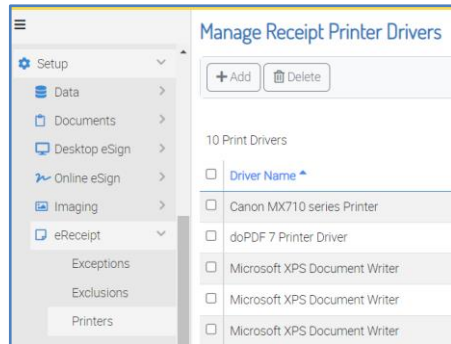 Manage Receipt Printer Drivers
Setup
Data
Documents
Desktop eSign
Online eSign
Imaging
eReceipt
Exceptions
Exclusions
Printers
+ Add
Delete
10 Print Drivers
Driver Name
Canon MX710 series Printer
doPDF 7 Printer Driver
Microsoft XPS Document Writer
Microsoft XPS Document Writer
Microsoft XPS Document Writer